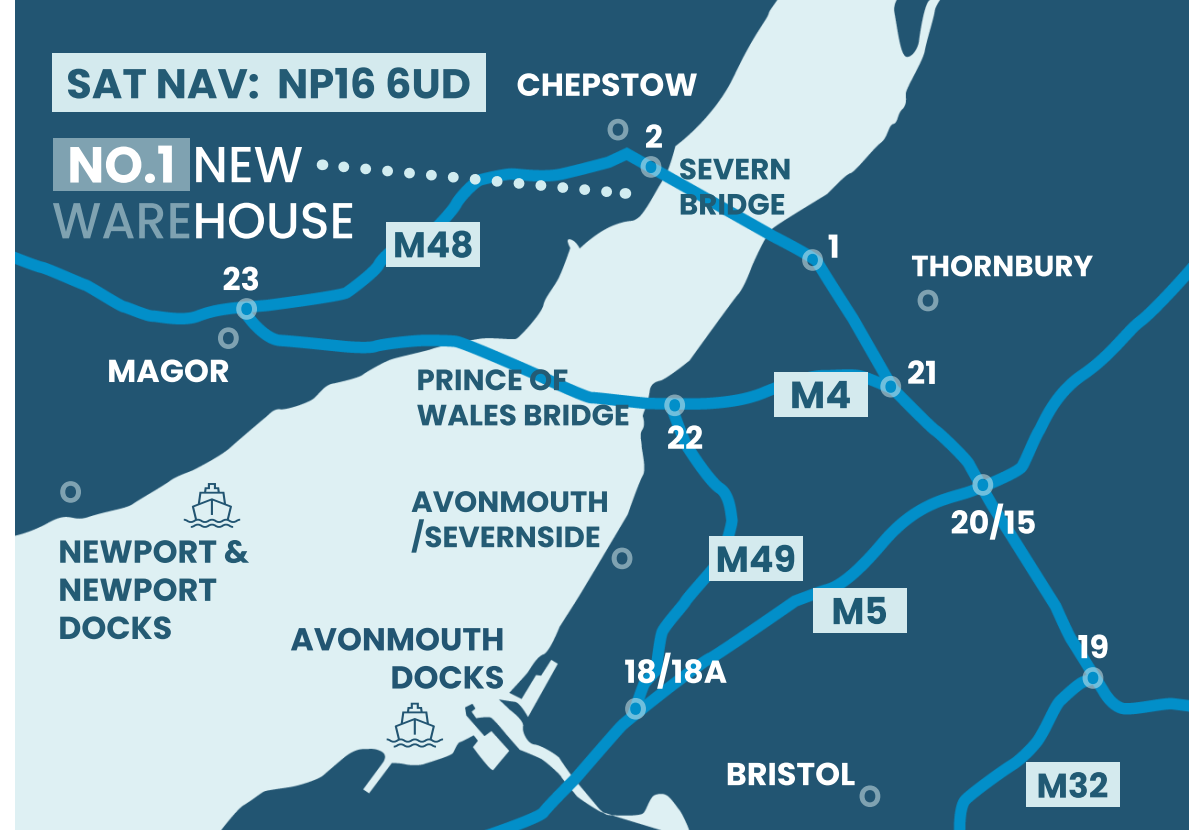 SAT NAV: NP16 6UD
CHEPSTOW
2
NO.1 NEW
WAREHOUSE
SEVERN
BRIDGE
M48
1
23
THORNBURY
MAGOR
PRINCE OF
WALES BRIDGE
M4
21
22
AVONMOUTH
/SEVERNSIDE
20/15
NEWPORT &
NEWPORT
DOCKS
M49
M5
AVONMOUTH
DOCKS
18/18A
19
BRISTOL
M32